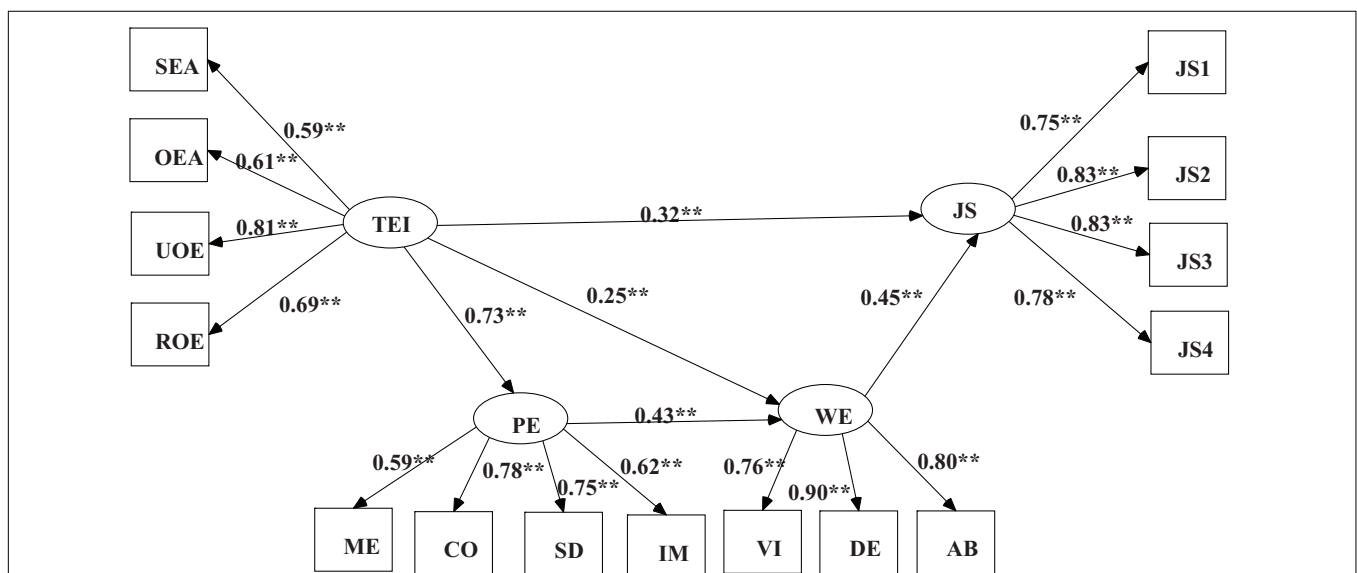 SEA
JS1
0.59**
0.75**
OEA
0.61**
0.83**
JS2
TEI
0.32**
JS
UOE
0.81**
0.83**
JS3
ROE
0.69**
0.73**
0.25**
0.45**
0.78**
JS4
PE
0.43**
WE
0.59**
0.78**
0.75**
0.62**
0.76**
0.90**
0.80**
ME
CO
SD
IM
VI
DE
AB